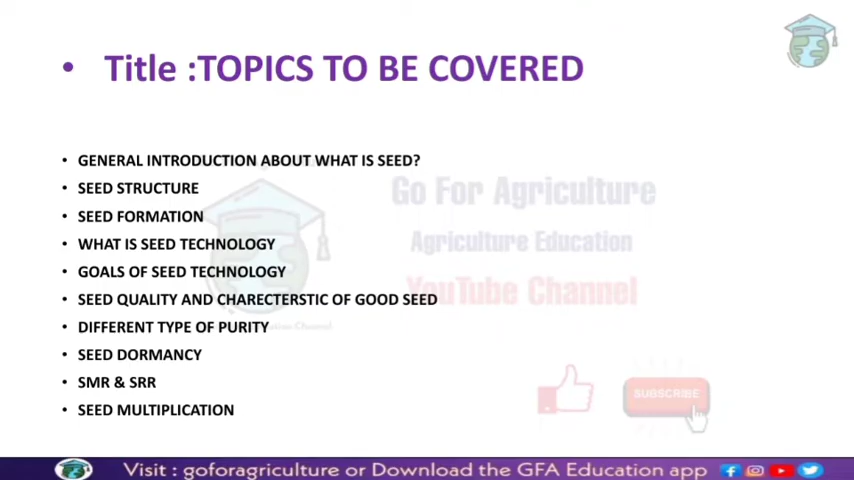 • Title :TOPICS TO BE COVERED
• GENERAL INTRODUCTION ABOUT WHAT IS SEED?
• SEED STRUCTURE
• SEED FORMATION
• WHAT IS SEED TECHNOLOGY
• GOALS OF SEED TECHNOLOGY
• SEED QUALITY AND CHARECTERSTIC OF GOOD SEED
• DIFFERENT TYPE OF PURITY
• SEED DORMANCY
• SMR & SRR
• SEED MULTIPLICATION
Go For Agriculture
Agriculture Education
YouTube Channel
SUBSCRIBE
Visit : goforagriculture or Download the GFA Education app